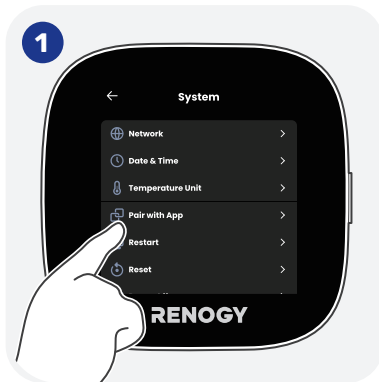 1
System
Network
Date & Time
Temperature Unit
Pair with App
Restart
Reset
RENOGY